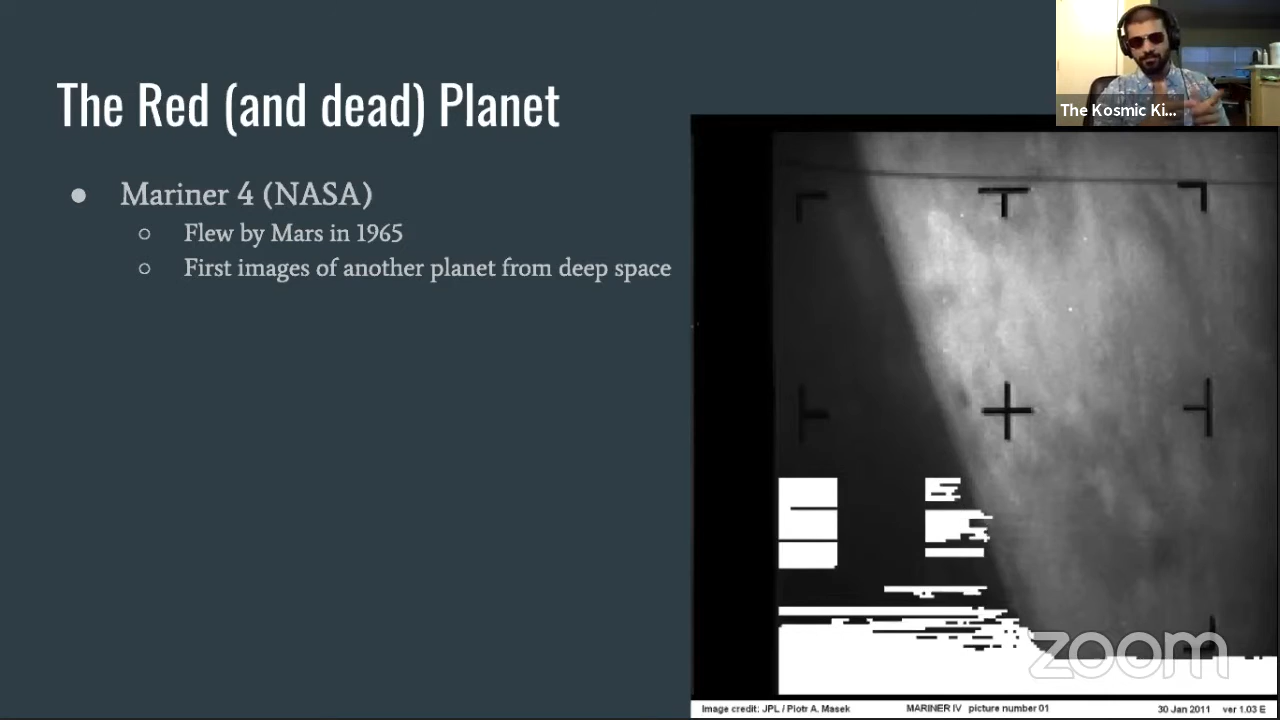 The Red (and dead) Planet
The Kosmic Ki...
● Mariner 4 (NASA)
○ Flew by Mars in 1965
○ First images of another planet from deep space
zoom
Image credit: JPL / Piotr A. Masek MARINER IV picture number 01 30 Jan 2011 ver 1.03 E